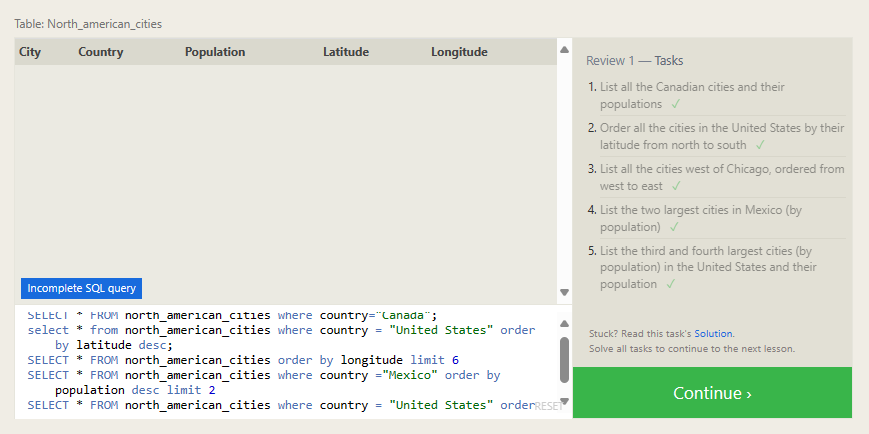 Table: North_american_cities
City Country Population Latitude Longitude
Incomplete SQL query
SELECT * FROM north_american_cities where country="Canada";
select * from north_american_cities where country = "United States" order
by latitude desc;
SELECT * FROM north_american_cities order by longitude limit 6
SELECT * FROM north_american_cities where country ="Mexico" order by
population desc limit 2
SELECT * FROM north_american_cities where country = "United States" order
RESET
Review 1 — Tasks
1. List all the Canadian cities and their
populations ✓
2. Order all the cities in the United States by their
latitude from north to south ✓
3. List all the cities west of Chicago, ordered from
west to east ✓
4. List the two largest cities in Mexico (by
population) ✓
5. List the third and fourth largest cities (by
population) in the United States and their
population ✓
Stuck? Read this task's Solution.
Solve all tasks to continue to the next lesson.
Continue ›